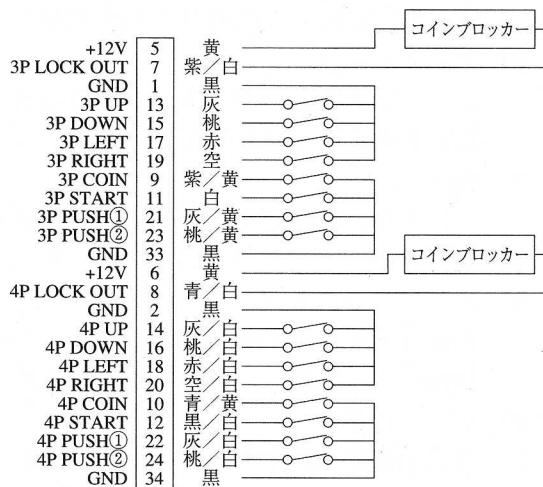 コインブロッカー
+12V 5 黄
3P LOCK OUT 7 紫／白
GND 1 黒
3P UP 13 灰
3P DOWN 15 桃
3P LEFT 17 赤
3P RIGHT 19 空
3P COIN 9 紫／黄
3P START 11 白
3P PUSH① 21 灰／黄
3P PUSH② 23 桃／黄
GND 33 黒
コインブロッカー
+12V 6 黄
4P LOCK OUT 8 青／白
GND 2 黒
4P UP 14 灰／白
4P DOWN 16 桃／白
4P LEFT 18 赤／白
4P RIGHT 20 空／白
4P COIN 10 青／黄
4P START 12 黒／白
4P PUSH① 22 灰／白
4P PUSH② 24 桃／白
GND 34 黒